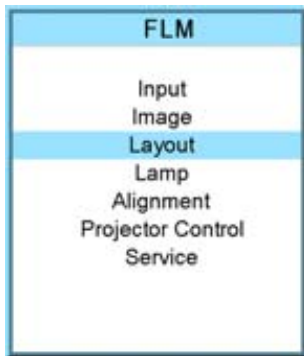 FLM
Input
Image
Layout
Lamp
Alignment
Projector Control
Service